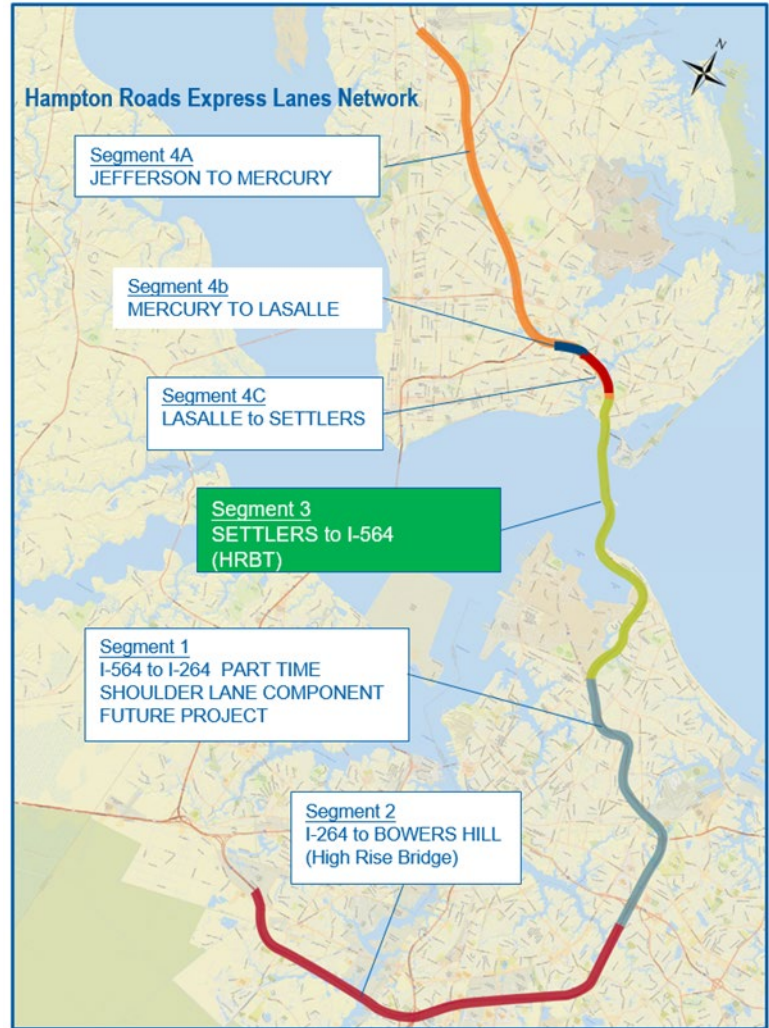 N
Hampton Roads Express Lanes Network
Segment 4A
JEFFERSON TO MERCURY
Segment 4b
MERCURY TO LASALLE
Segment 4C
LASALLE to SETTLERS
Segment 3
SETTLERS to I-564
(HRBT)
Segment 1
I-564 to I-264 PART TIME
SHOULDER LANE COMPONENT
FUTURE PROJECT
Segment 2
I-264 to BOWERS HILL
(High Rise Bridge)